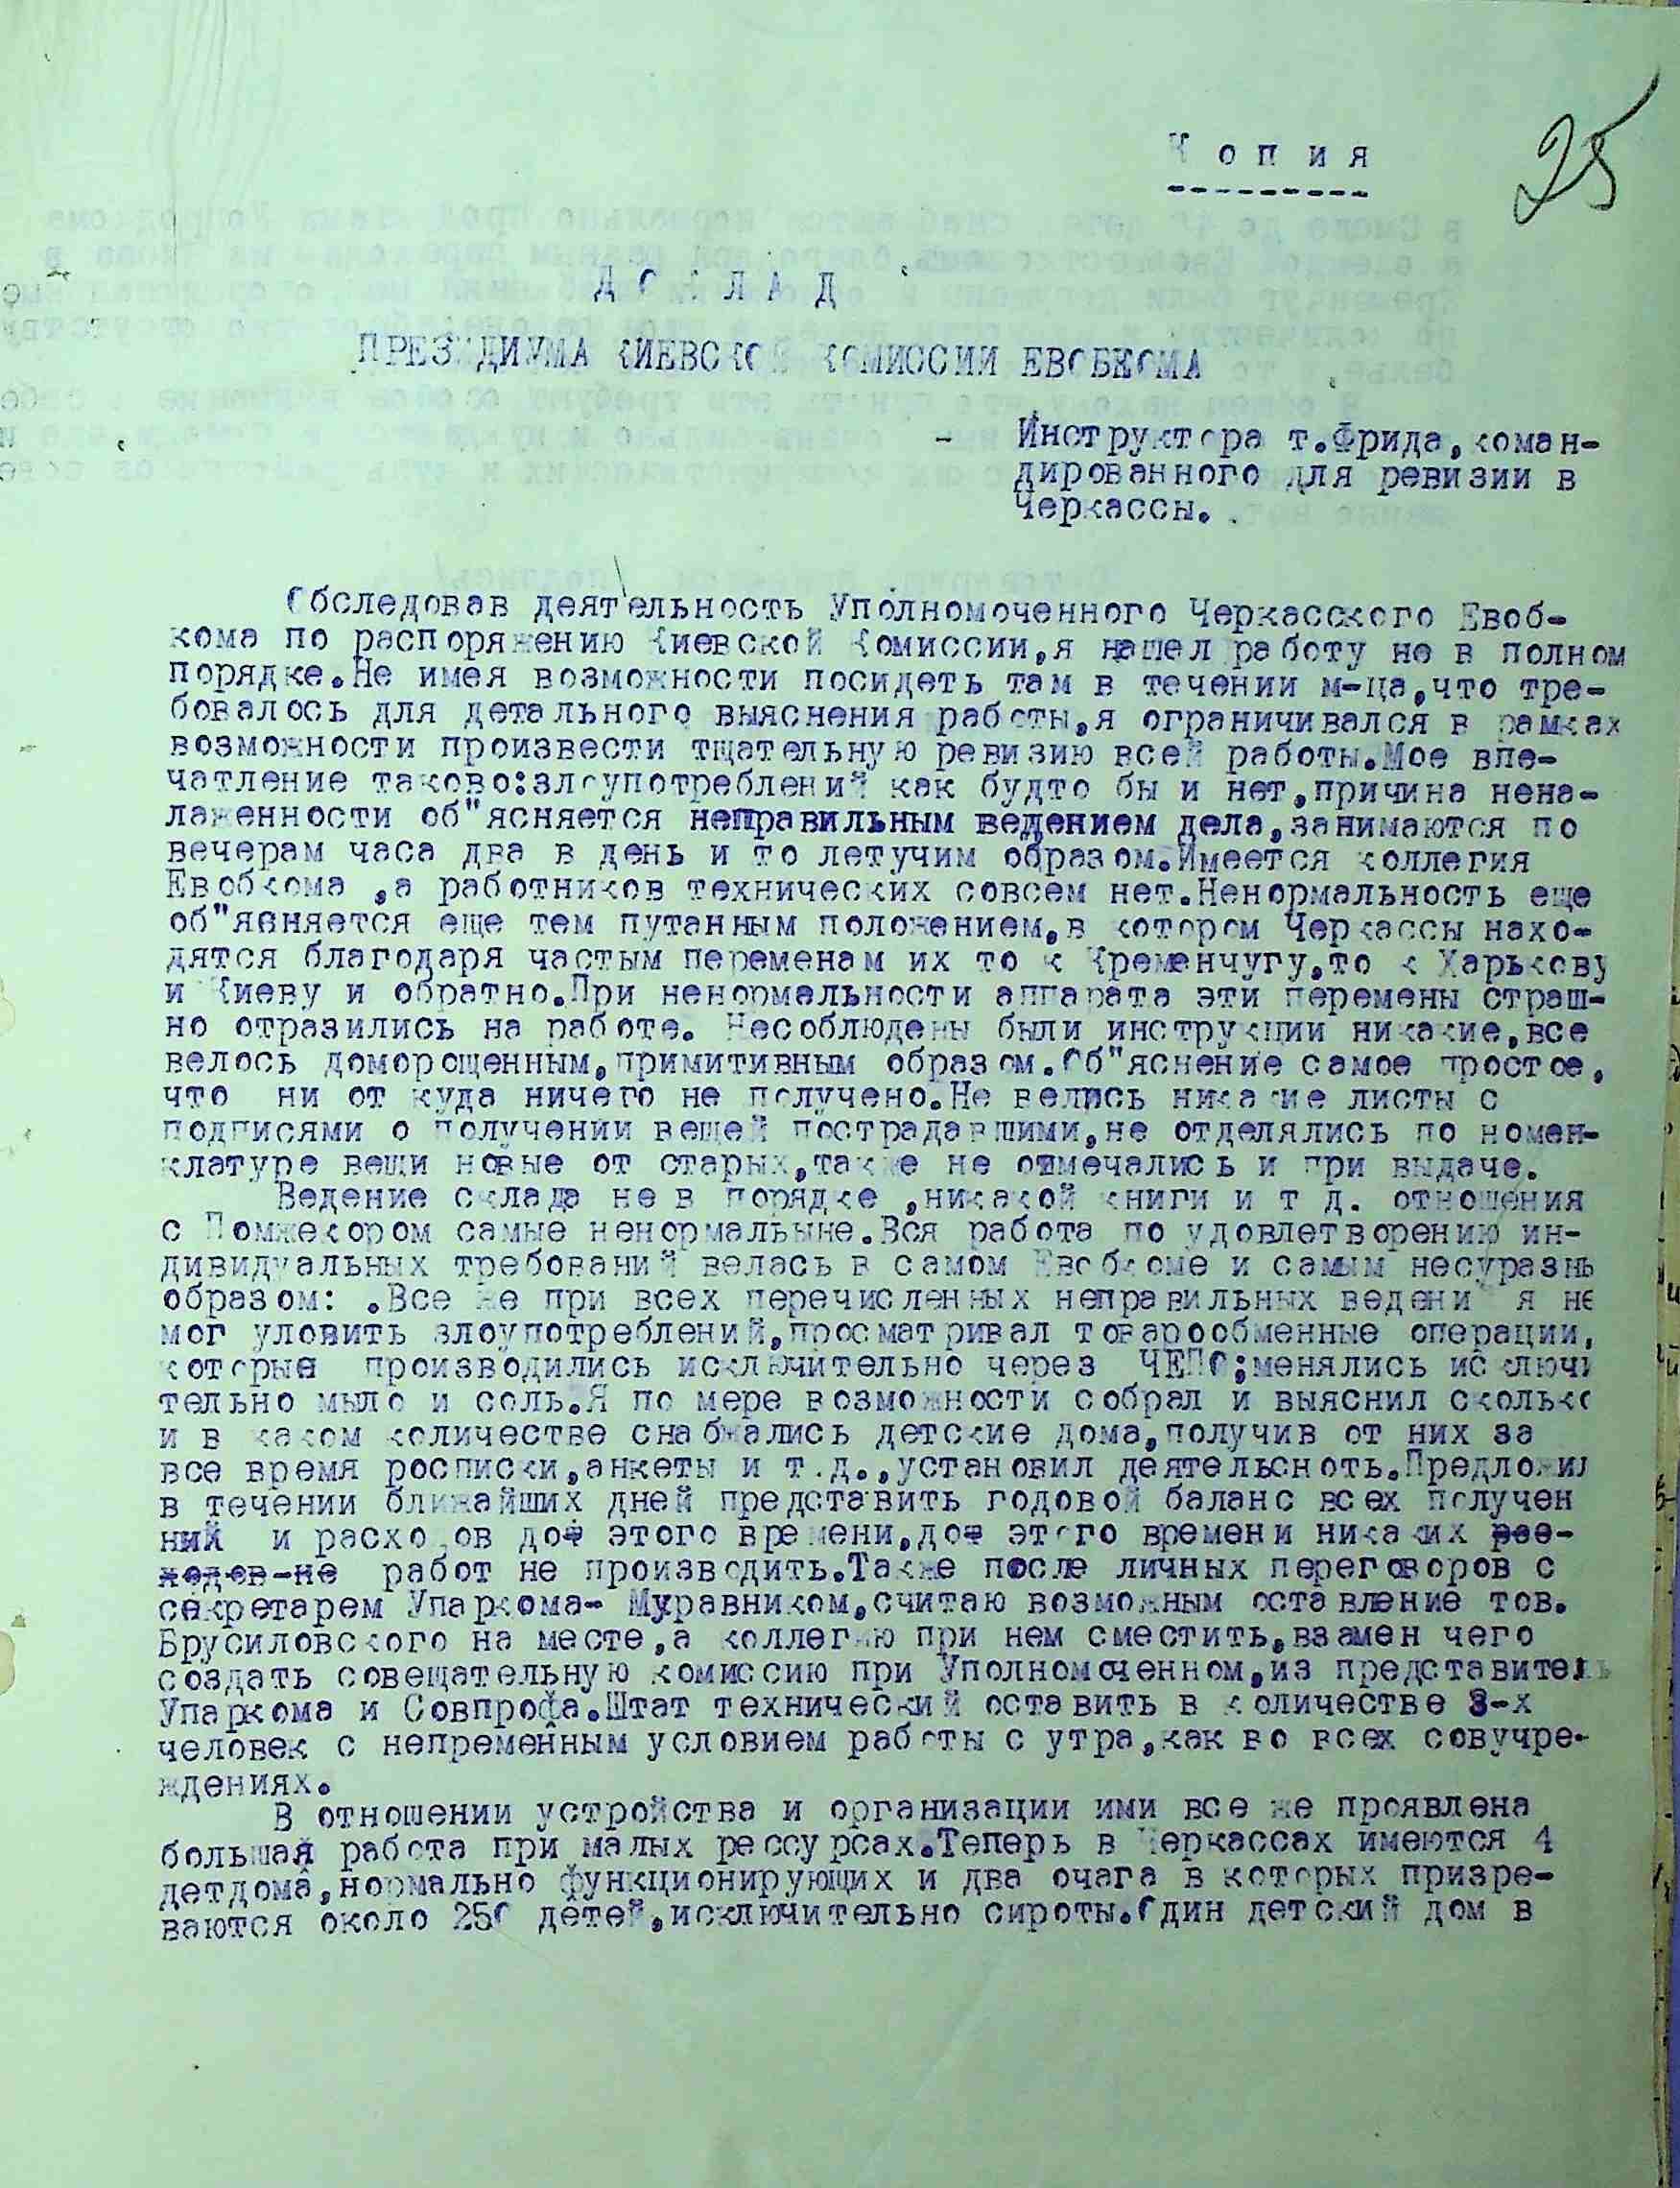 Копия
25
ДОКЛАД
ПРЕЗИДИУМА КИЕВСКОЙ КОМИССИИ ЕВОБКОМА
Инструктора т.Фрида,коман-
дированного для ревизии в
Черкассы.
Обследовав деятельность Уполномоченного Черкасского Евоб-
кома по распоряжению Киевской Комиссии,я нашел работу не в полном
порядке.Не имея возможности посидеть там в течении м-ца,что тре-
бовалось для детального выяснения работы,я ограничивался в рамках
возможности произвести тщательную ревизию всей работы.Мое впе-
чатление таково:злоупотреблений как будто бы и нет,причина нена-
лаженности об"ясняется неправильным ведением дела,занимаются по
вечерам часа два в день и то летучим образом.Имеется коллегия
Евобкома ,а работников технических совсем нет.Ненормальность еще
об"явняется еще тем путанным положением,в котором Черкассы нахо-
дятся благодаря частым переменам их то к Кременчугу,то к Харькову
и Киеву и обратно.При ненормальности аппарата эти перемены страш-
но отразились на работе. Несоблюдены были инструкции никакие,все
велось доморощенным,примитивным образом.Об"яснение самое простое,
что ни от куда ничего не получено.Не велись никакие листы с
подписями о получении вещей пострадавшими,не отделялись по номен-
клатуре вещи новые от старых,также не отмечались и при выдаче.
Ведение склада не в порядке ,никакой книги и т д. отношения
с Помжекором самые ненормальные.Вся работа по удовлетворению ин-
дивидуальных требований велась в самом Евобкоме и самым несуразны
образом: .Все же при всех перечисленных неправильных ведени я не
мог уловить злоупотреблений,просматривал товарообменные операции,
которые производились исключительно через ЧЕПО;менялись исключи
тельно мыло и соль.Я по мере возможности собрал и выяснил сколько
и в каком количестве снабжались детские дома,получив от них за
все время росписки,анкеты и т.д.,установил деятельсноть.Предложил
в течении ближайших дней представить годовой баланс всех получен
ний и расходов до этого времени,до этого времени никаких рас-
ходов-не работ не производить.Также после личных переговоров с
секретарем Упаркома- Муравником,считаю возможным оставление тов.
Брусиловского на месте,а коллегию при нем сместить,взамен чего
создать совещательную комиссию при Уполномоченном,из представитель
Упаркома и Совпрофа.Штат технический оставить в количестве 3-х
человек с непременным условием работы с утра,как во всех совучре-
ждениях.
В отношении устройства и организации ими все же проявлена
большая работа при малых рессурсах.Теперь в Черкассах имеются 4
детдома,нормально функционирующих и два очага в которых призре-
ваются около 250 детей,исключительно сироты.Один детский дом в